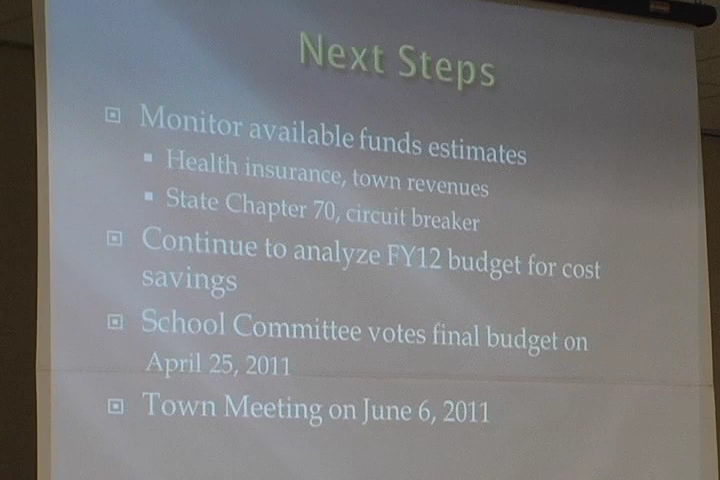 Next Steps
Monitor available funds estimates
Health insurance, town revenues
State Chapter 70, circuit breaker
Continue to analyze FY12 budget for cost
savings
School Committee votes final budget on
April 25, 2011
Town Meeting on June 6, 2011